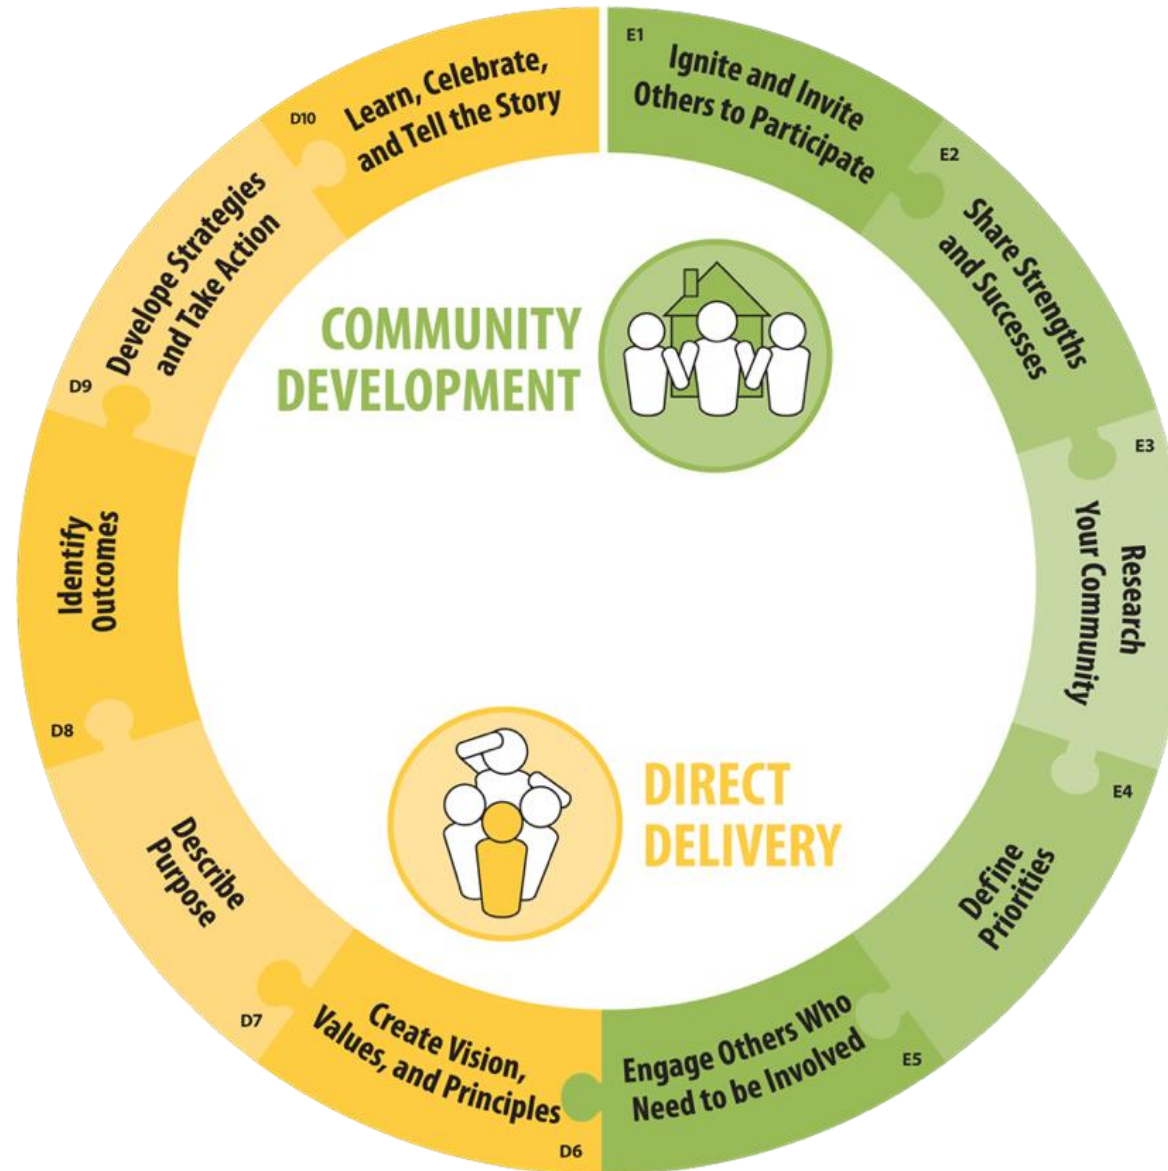 E1
Ignite and Invite
Others to Participate
E2
Share Strengths
and Successes
E3
Research
Your Community
E4
Define
Priorities
E5
Engage Others Who
Need to be Involved
D6
Create Vision,
Values, and Principles
D7
Describe
Purpose
D8
Identify
Outcomes
D9
Develope Strategies
and Take Action
D10
Learn, Celebrate,
and Tell the Story
COMMUNITY
DEVELOPMENT
DIRECT
DELIVERY